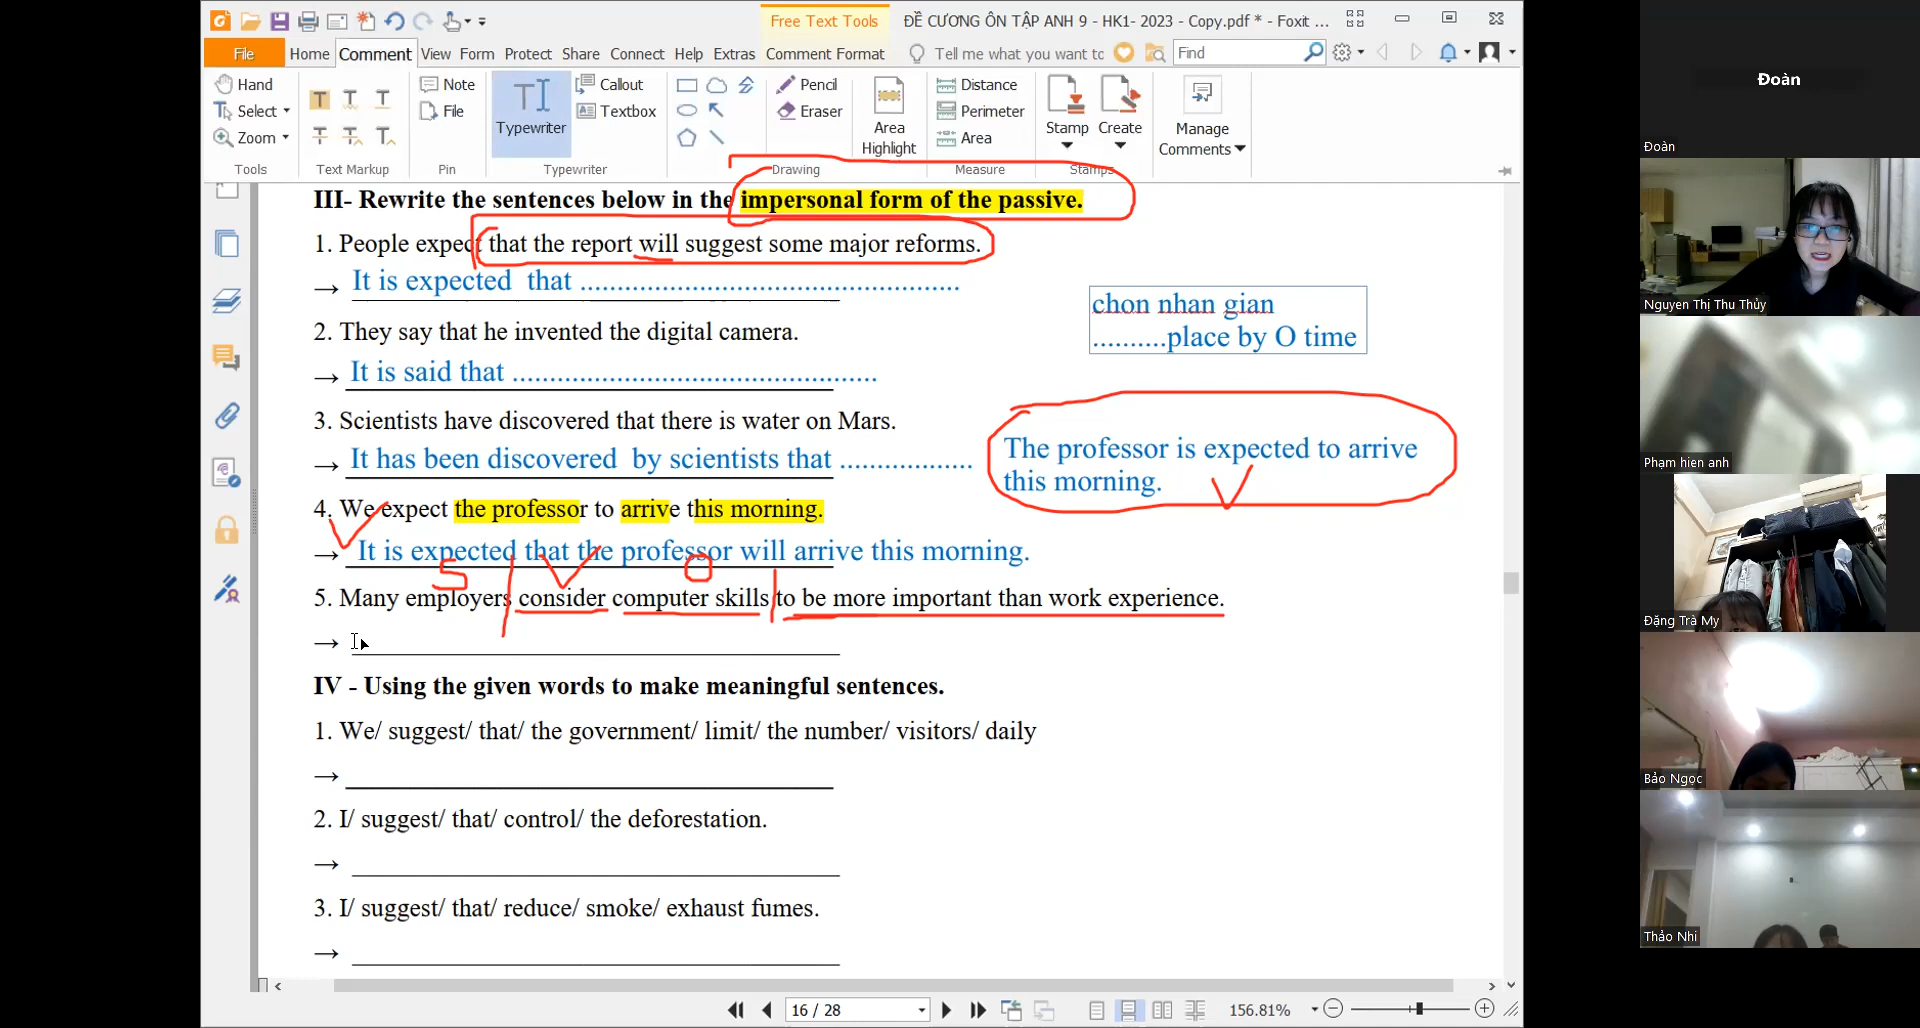 Free Text Tools
ĐỀ CƯƠNG ÔN TẬP ANH 9 - HK1- 2023 - Copy.pdf * - Foxit ...
File Home Comment View Form Protect Share Connect Help Extras Comment Format
Tell me what you want to
Find
Hand
Select
Zoom
Tools
Text Markup
Note
File
Pin
Typewriter
Callout
Textbox
Typewriter
Pencil
Eraser
Drawing
Area
Highlight
Distance
Perimeter
Area
Measure
Stamp
Create
Stamps
Manage
Comments
III- Rewrite the sentences below in the impersonal form of the passive.
1. People expect that the report will suggest some major reforms.
→ It is expected that ...................................................
chon nhan gian
..........place by O time
2. They say that he invented the digital camera.
→ It is said that .................................................
3. Scientists have discovered that there is water on Mars.
→ It has been discovered by scientists that ..................
The professor is expected to arrive
this morning.
4. We expect the professor to arrive this morning.
→ It is expected that the professor will arrive this morning.
S O
5. Many employers consider computer skills to be more important than work experience.
→
IV - Using the given words to make meaningful sentences.
1. We/ suggest/ that/ the government/ limit/ the number/ visitors/ daily
→
2. I/ suggest/ that/ control/ the deforestation.
→
3. I/ suggest/ that/ reduce/ smoke/ exhaust fumes.
→
16 / 28
156.81%
Đoàn
Đoàn
Nguyen Thị Thu Thủy
Phạm hien anh
Đặng Trà My
Bảo Ngọc
Thảo Nhi